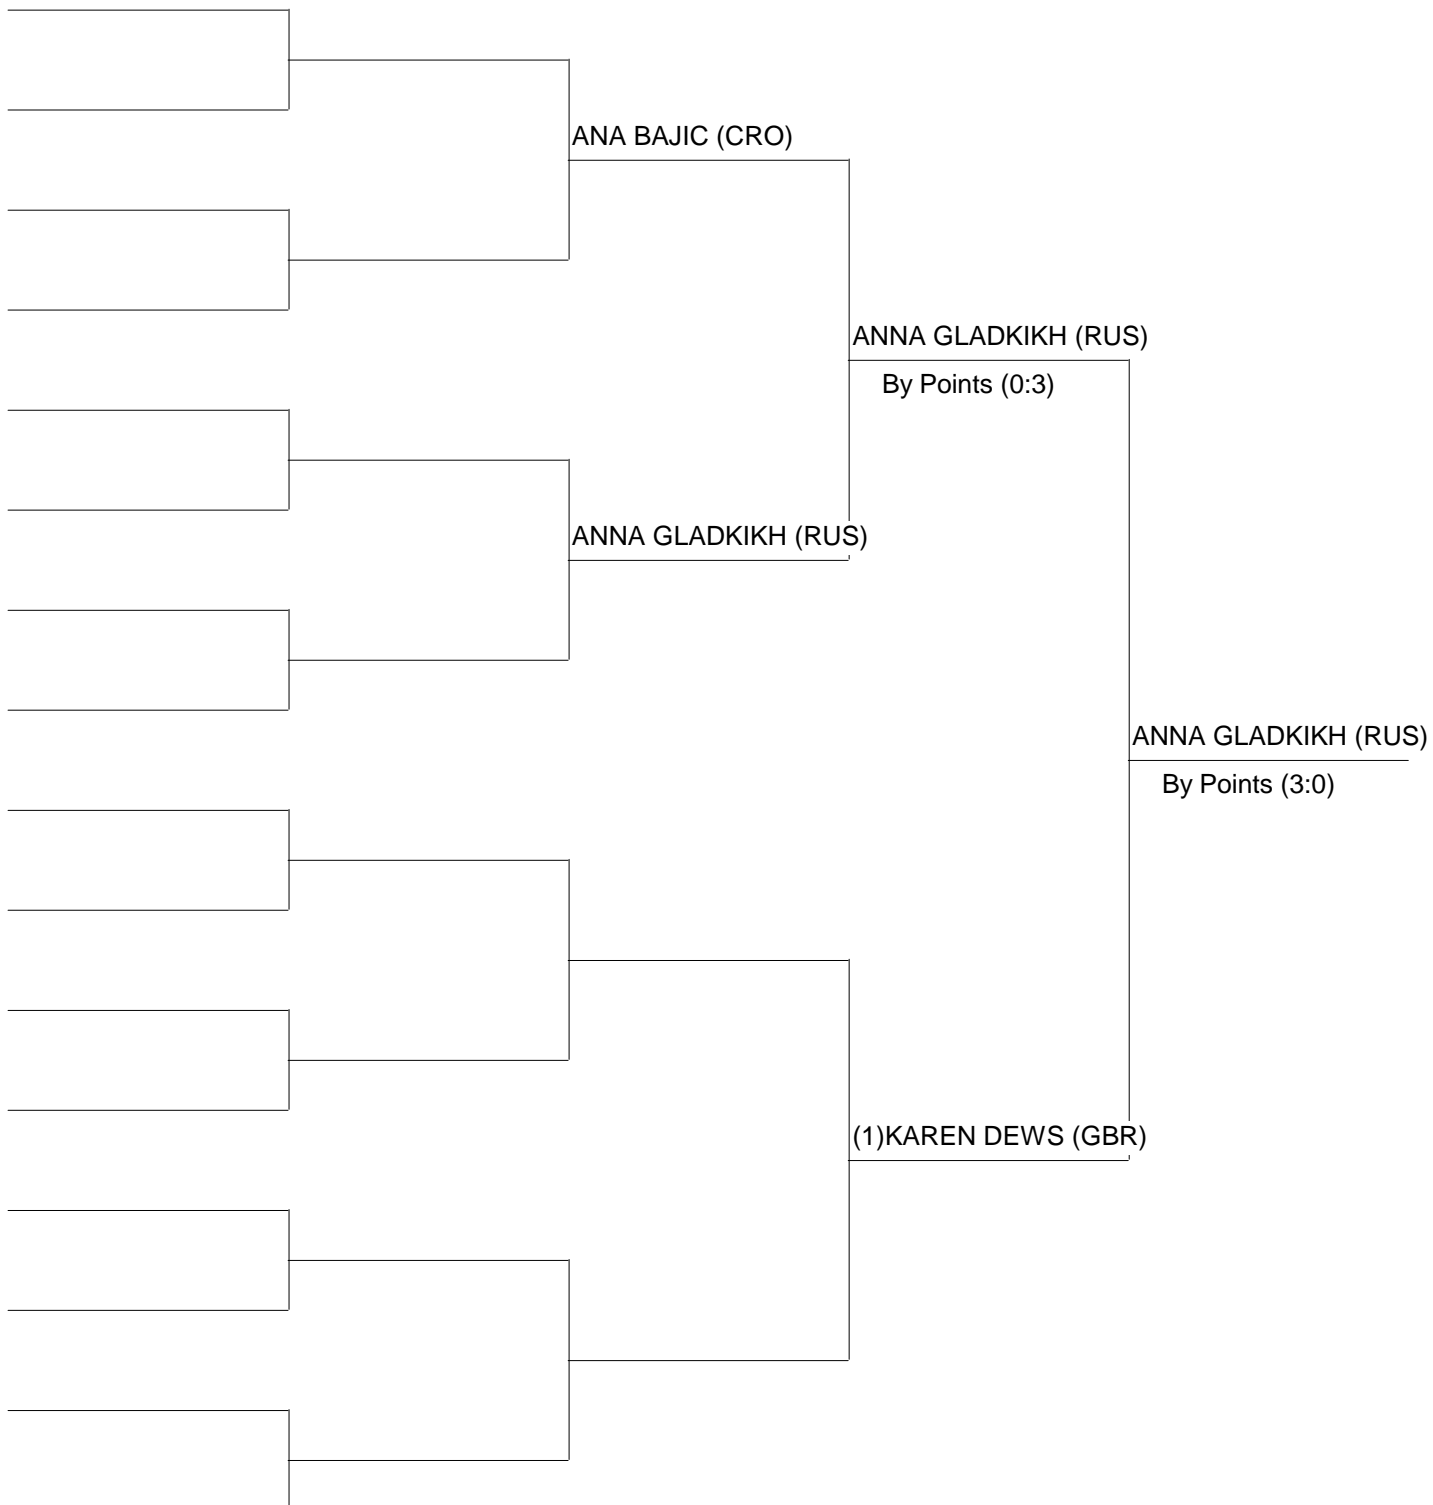 ANA BAJIC (CRO)
ANNA GLADKIKH (RUS)
By Points (0:3)
ANNA GLADKIKH (RUS)
ANNA GLADKIKH (RUS)
By Points (3:0)
(1)KAREN DEWS (GBR)